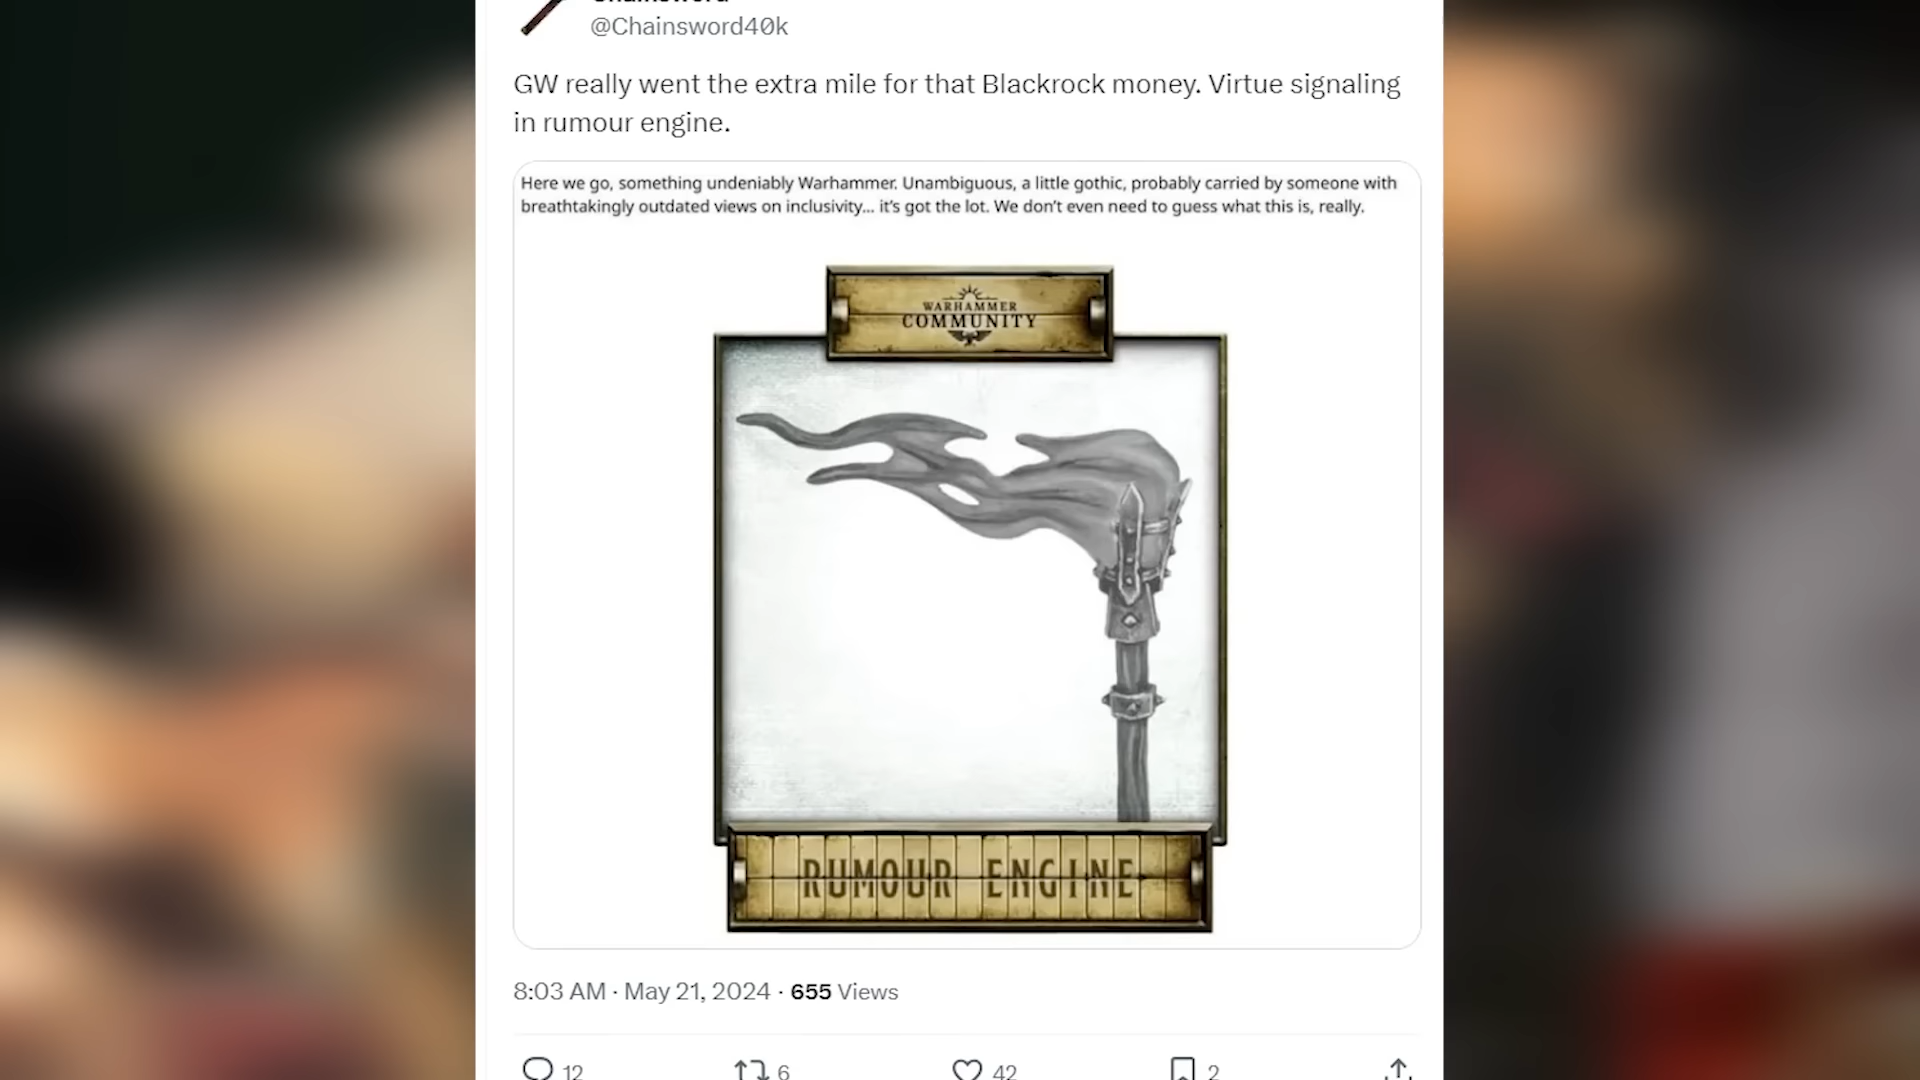 @Chainsword40k
GW really went the extra mile for that Blackrock money. Virtue signaling
in rumour engine.
Here we go, something undeniably Warhammer. Unambiguous, a little gothic, probably carried by someone with
breathtakingly outdated views on inclusivity... it's got the lot. We don't even need to guess what this is, really.
WARHAMMER
COMMUNITY
RUMOUR ENGINE
8:03 AM · May 21, 2024 · 655 Views
12 6 42 2